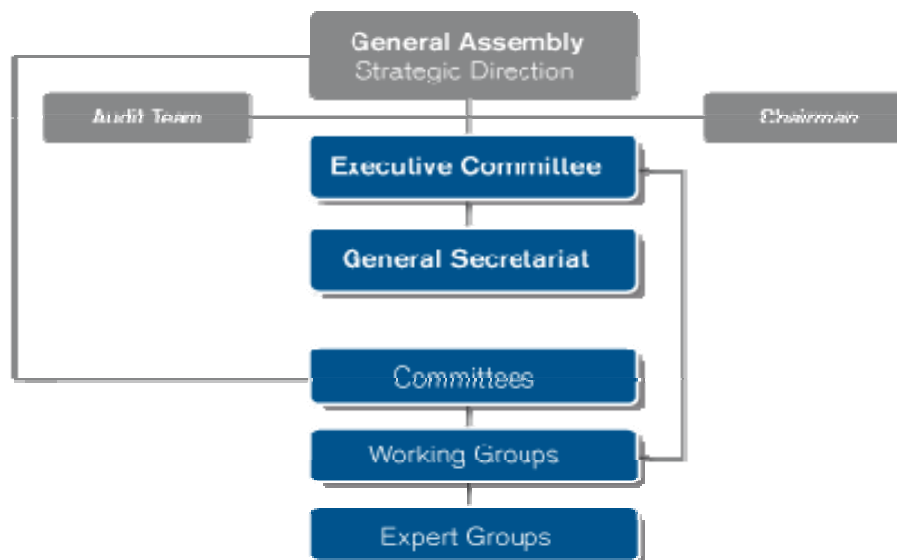 General Assembly
Strategic Direction
Audit Team
Chairman
Executive Committee
General Secretariat
Committees
Working Groups
Expert Groups